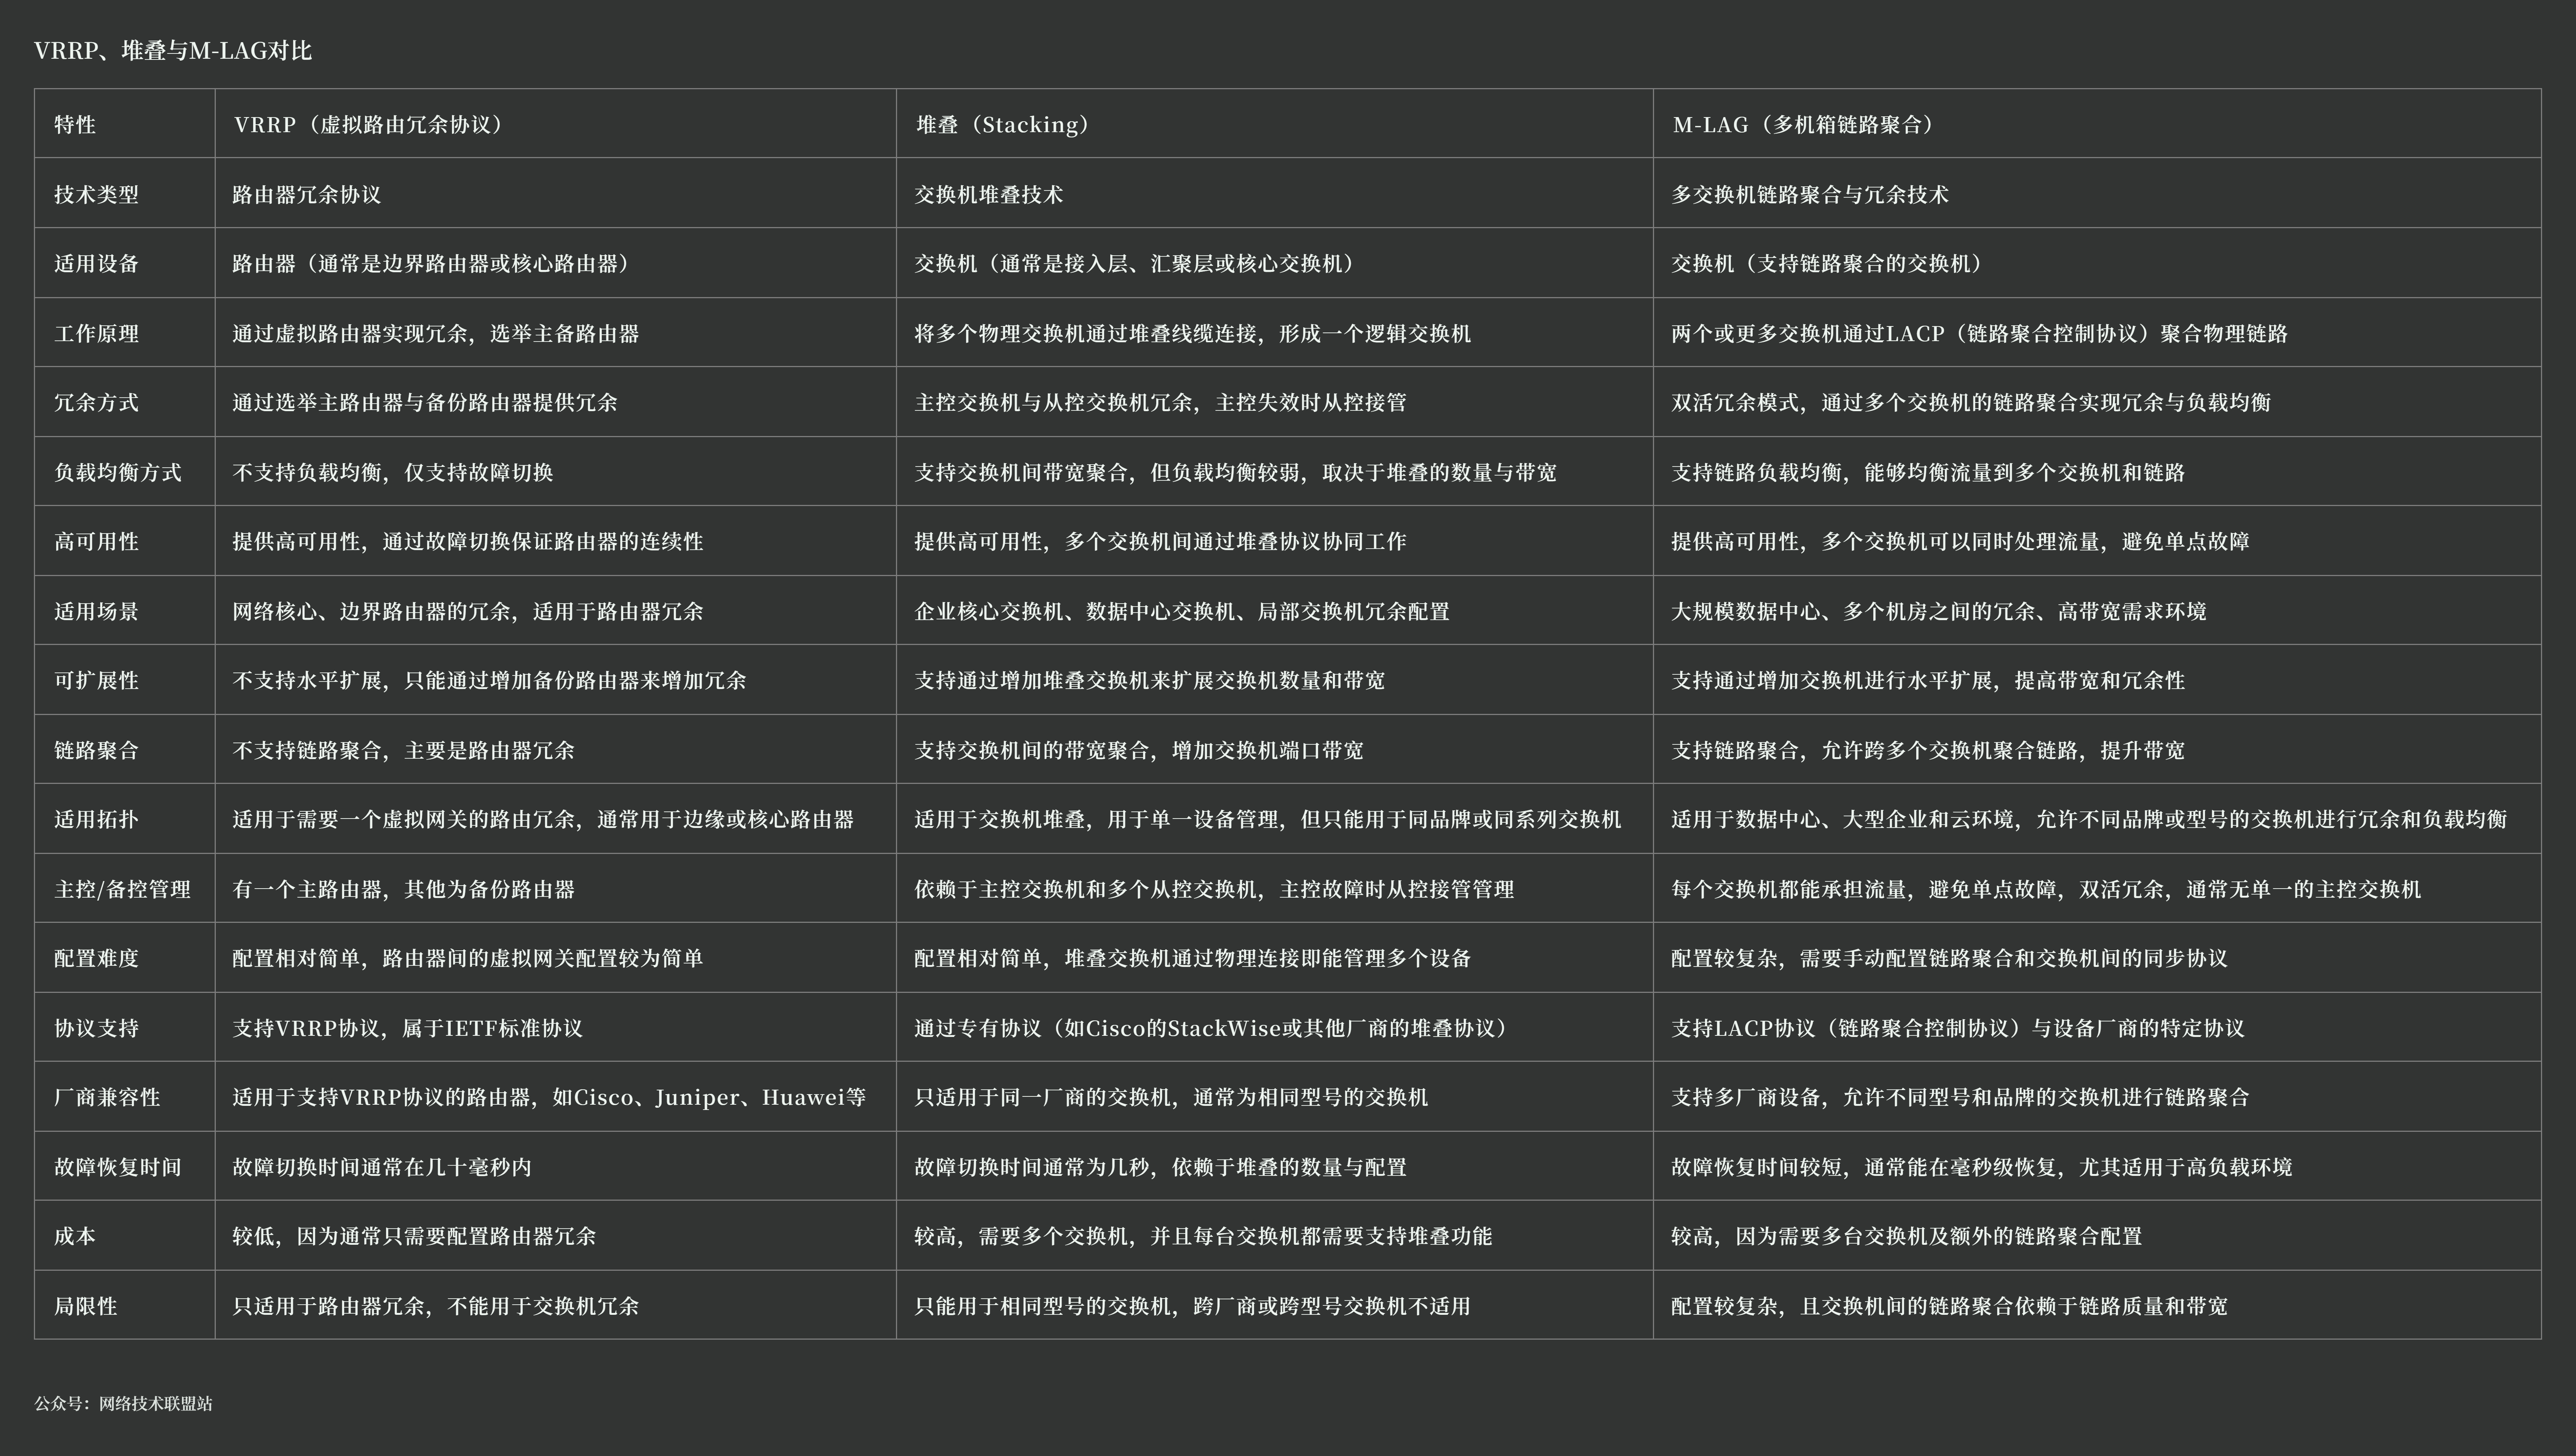 VRRP、堆叠与M-LAG对比
特性 VRRP（虚拟路由冗余协议） 堆叠（Stacking） M-LAG（多机箱链路聚合）
技术类型 路由器冗余协议 交换机堆叠技术 多交换机链路聚合与冗余技术
适用设备 路由器（通常是边界路由器或核心路由器） 交换机（通常是接入层、汇聚层或核心交换机） 交换机（支持链路聚合的交换机）
工作原理 通过虚拟路由器实现冗余，选举主备路由器 将多个物理交换机通过堆叠线缆连接，形成一个逻辑交换机 两个或更多交换机通过LACP（链路聚合控制协议）聚合物理链路
冗余方式 通过选举主路由器与备份路由器提供冗余 主控交换机与从控交换机冗余，主控失效时从控接管 双活冗余模式，通过多个交换机的链路聚合实现冗余与负载均衡
负载均衡方式 不支持负载均衡，仅支持故障切换 支持交换机间带宽聚合，但负载均衡较弱，取决于堆叠的数量与带宽 支持链路负载均衡，能够均衡流量到多个交换机和链路
高可用性 提供高可用性，通过故障切换保证路由器的连续性 提供高可用性，多个交换机间通过堆叠协议协同工作 提供高可用性，多个交换机可以同时处理流量，避免单点故障
适用场景 网络核心、边界路由器的冗余，适用于路由器冗余 企业核心交换机、数据中心交换机、局部交换机冗余配置 大规模数据中心、多个机房之间的冗余、高带宽需求环境
可扩展性 不支持水平扩展，只能通过增加备份路由器来增加冗余 支持通过增加堆叠交换机来扩展交换机数量和带宽 支持通过增加交换机进行水平扩展，提高带宽和冗余性
链路聚合 不支持链路聚合，主要是路由器冗余 支持交换机间的带宽聚合，增加交换机端口带宽 支持链路聚合，允许跨多个交换机聚合链路，提升带宽
适用拓扑 适用于需要一个虚拟网关的路由冗余，通常用于边缘或核心路由器 适用于交换机堆叠，用于单一设备管理，但只能用于同品牌或同系列交换机 适用于数据中心、大型企业和云环境，允许不同品牌或型号的交换机进行冗余和负载均衡
主控/备控管理 有一个主路由器，其他为备份路由器 依赖于主控交换机和多个从控交换机，主控故障时从控接管管理 每个交换机都能承担流量，避免单点故障，双活冗余，通常无单一的主控交换机
配置难度 配置相对简单，路由器间的虚拟网关配置较为简单 配置相对简单，堆叠交换机通过物理连接即能管理多个设备 配置较复杂，需要手动配置链路聚合和交换机间的同步协议
协议支持 支持VRRP协议，属于IETF标准协议 通过专有协议（如Cisco的StackWise或其他厂商的堆叠协议） 支持LACP协议（链路聚合控制协议）与设备厂商的特定协议
厂商兼容性 适用于支持VRRP协议的路由器，如Cisco、Juniper、Huawei等 只适用于同一厂商的交换机，通常为相同型号的交换机 支持多厂商设备，允许不同型号和品牌的交换机进行链路聚合
故障恢复时间 故障切换时间通常在几十毫秒内 故障切换时间通常为几秒，依赖于堆叠的数量与配置 故障恢复时间较短，通常能在毫秒级恢复，尤其适用于高负载环境
成本 较低，因为通常只需要配置路由器冗余 较高，需要多个交换机，并且每台交换机都需要支持堆叠功能 较高，因为需要多台交换机及额外的链路聚合配置
局限性 只适用于路由器冗余，不能用于交换机冗余 只能用于相同型号的交换机，跨厂商或跨型号交换机不适用 配置较复杂，且交换机间的链路聚合依赖于链路质量和带宽
公众号：网络技术联盟站